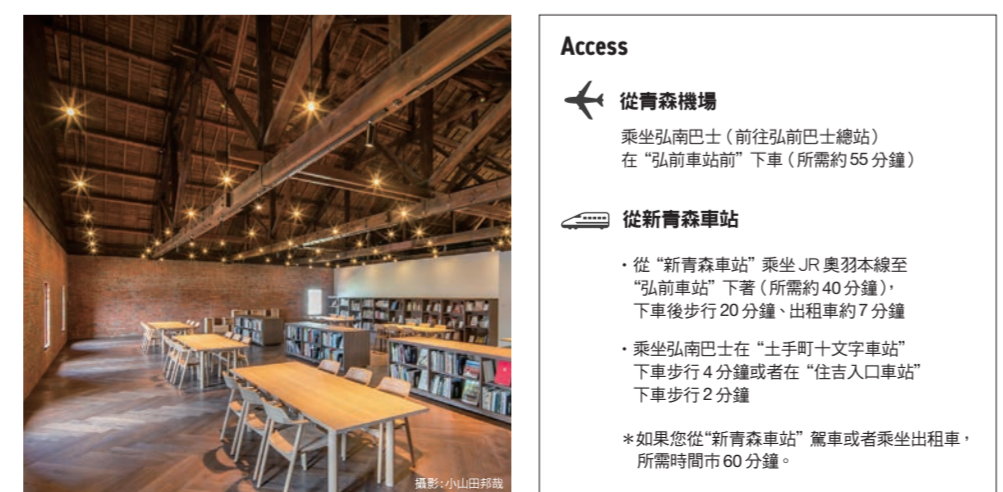 攝影:小山田邦哉
Access
從青森機場
乘坐弘南巴士（前往弘前巴士總站）
在“弘前車站前”下車（所需約55分鐘）
從新青森車站
・從“新青森車站”乘坐JR奧羽本線至
“弘前車站”下著（所需約40分鐘），
下車後步行20分鐘、出租車約7分鐘
・乘坐弘南巴士在“土手町十文字車站”
下車步行4分鐘或者在“住吉入口車站”
下車步行2分鐘
＊如果您從“新青森車站”駕車或者乘坐出租車，
所需時間市60分鐘。